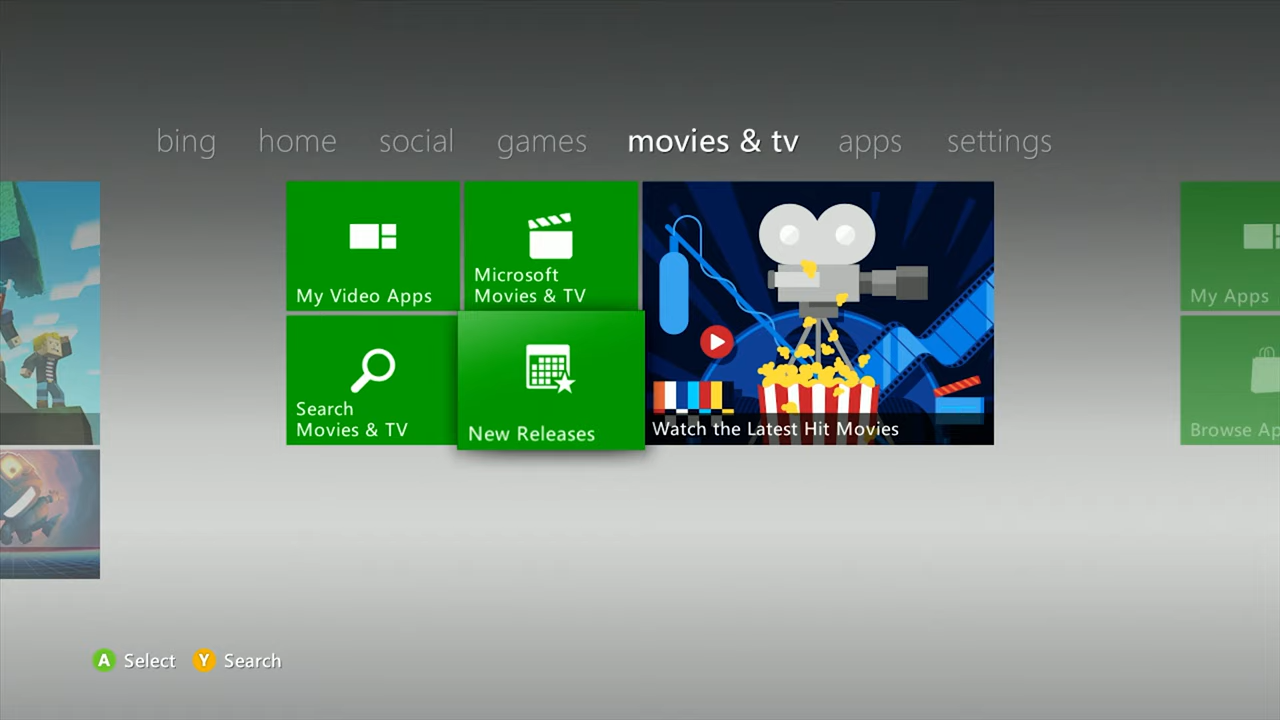 bing home social games movies & tv apps settings
My Video Apps
Microsoft
Movies & TV
Search
Movies & TV
New Releases
Watch the Latest Hit Movies
My Apps
Browse Ap
A Select Y Search